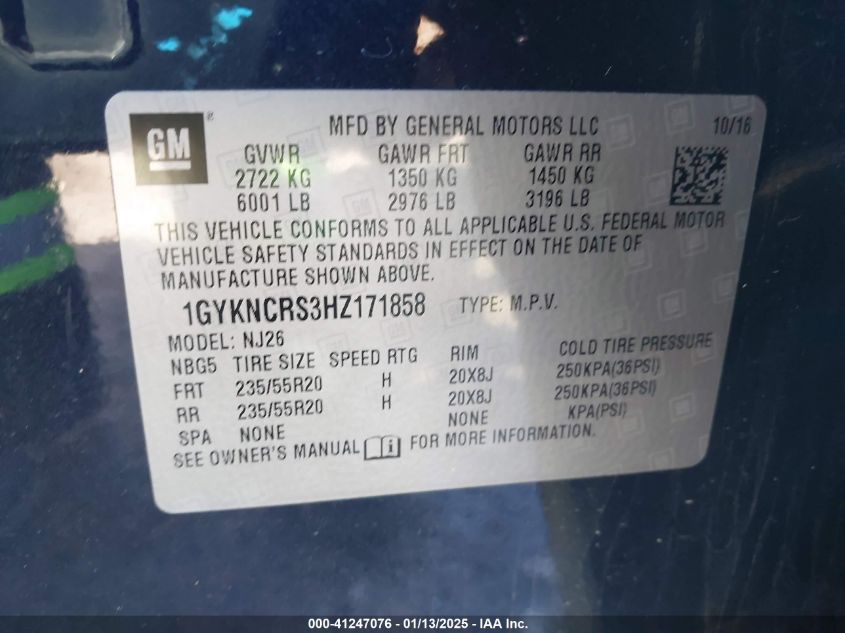 GM ®
MFD BY GENERAL MOTORS LLC 10/16
GVWR GAWR FRT GAWR RR
2722 KG 1350 KG 1450 KG
6001 LB 2976 LB 3196 LB
THIS VEHICLE CONFORMS TO ALL APPLICABLE U.S. FEDERAL MOTOR
VEHICLE SAFETY STANDARDS IN EFFECT ON THE DATE OF
MANUFACTURE SHOWN ABOVE.
1GYKNCRS3HZ171858 TYPE: M.P.V.
MODEL: NJ26
NBG5 TIRE SIZE SPEED RTG RIM COLD TIRE PRESSURE
FRT 235/55R20 H 20X8J 250KPA(36PSI)
RR 235/55R20 H 20X8J 250KPA(36PSI)
SPA NONE NONE KPA(PSI)
SEE OWNER'S MANUAL FOR MORE INFORMATION.
000-41247076 - 01/13/2025 - IAA Inc.